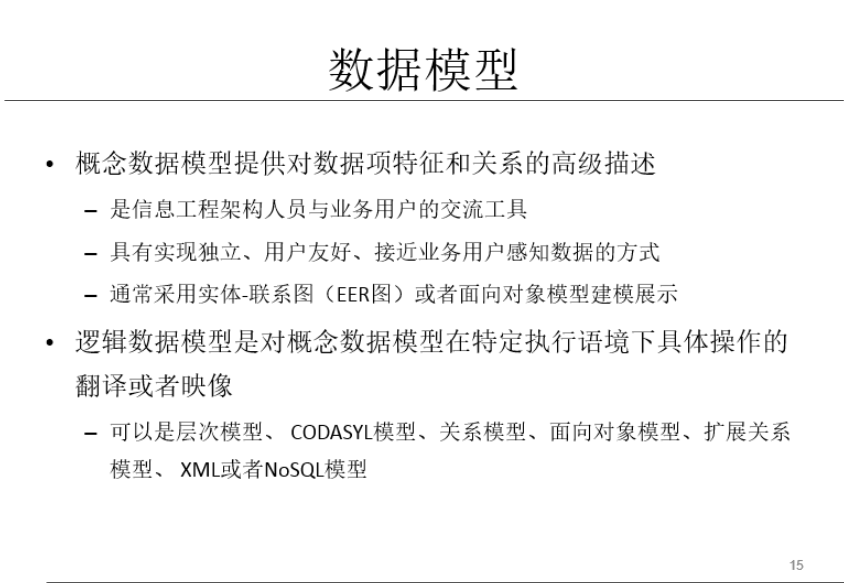 数据模型
• 概念数据模型提供对数据项特征和关系的高级描述
– 是信息工程架构人员与业务用户的交流工具
– 具有实现独立、用户友好、接近业务用户感知数据的方式
– 通常采用实体-联系图（EER图）或者面向对象模型建模展示
• 逻辑数据模型是对概念数据模型在特定执行语境下具体操作的
翻译或者映像
– 可以是层次模型、 CODASYL模型、关系模型、面向对象模型、扩展关系
模型、 XML或者NoSQL模型
15